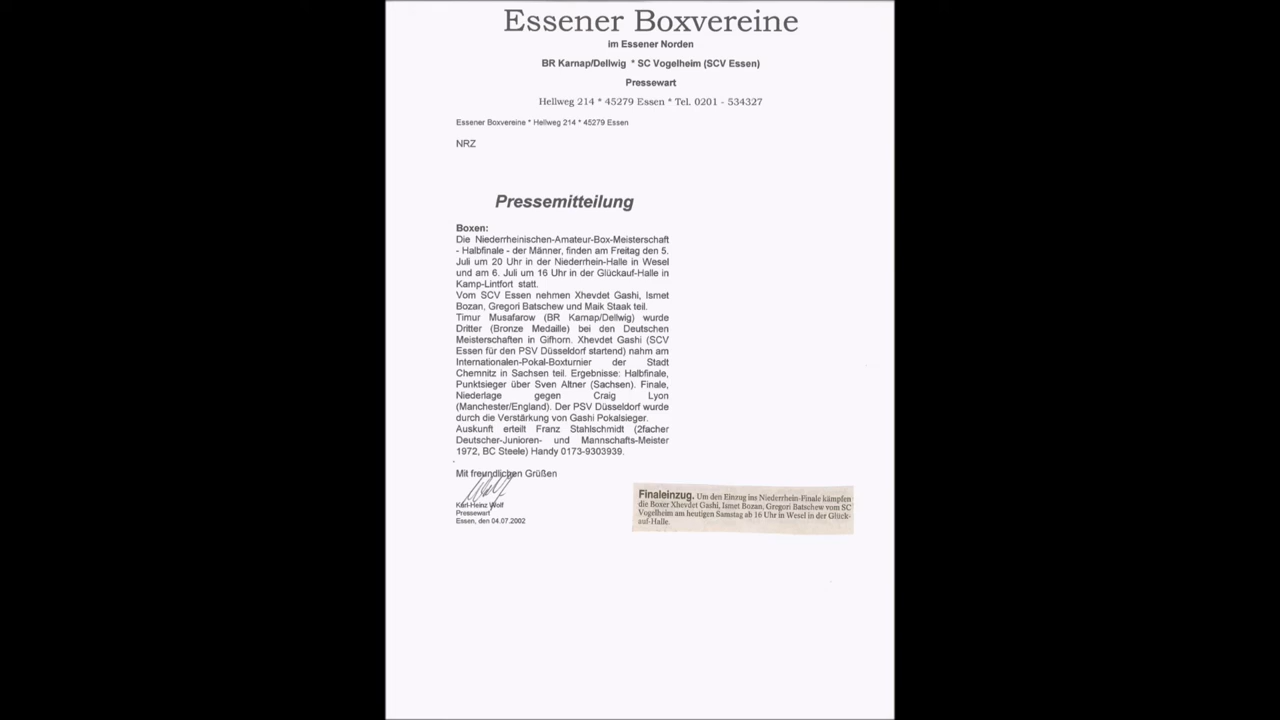 Essener Boxvereine
im Essener Norden
BR Karnap/Dellwig * SC Vogelheim (SCV Essen)
Pressewart
Hellweg 214 * 45279 Essen * Tel. 0201 - 534327
Essener Boxvereine * Hellweg 214 * 45279 Essen
NRZ
Pressemitteilung
Boxen:
Die Niederrheinischen-Amateur-Box-Meisterschaft
- Halbfinale - der Männer, finden am Freitag den 5.
Juli um 20 Uhr in der Niederrhein-Halle in Wesel
und am 6. Juli um 16 Uhr in der Glückauf-Halle in
Kamp-Lintfort statt.
Vom SCV Essen nehmen Xhevdet Gashi, Ismet
Bozan, Gregori Batschew und Maik Staak teil.
Timur Musafarow (BR Karnap/Dellwig) wurde
Dritter (Bronze Medaille) bei den Deutschen
Meisterschaften in Gifhorn. Xhevdet Gashi (SCV
Essen für den PSV Düsseldorf startend) nahm am
Internationalen-Pokal-Boxturnier der Stadt
Chemnitz in Sachsen teil. Ergebnisse: Halbfinale,
Punktsieger über Sven Altner (Sachsen). Finale,
Niederlage gegen Craig Lyon
(Manchester/England). Der PSV Düsseldorf wurde
durch die Verstärkung von Gashi Pokalsieger.
Auskunft erteilt Franz Stahlschmidt (2facher
Deutscher-Junioren- und Mannschafts-Meister
1972, BC Steele) Handy 0173-9303939.
Mit freundlichen Grüßen
Wolf
Karl-Heinz Wolf
Pressewart
Essen, den 04.07.2002
Finaleinzug. Um den Einzug ins Niederrhein-Finale kämpfen
die Boxer Xhevdet Gashi, Ismet Bozan, Gregori Batschew vom SC
Vogelheim am heutigen Samstag ab 16 Uhr in Wesel in der Glück-
auf-Halle.